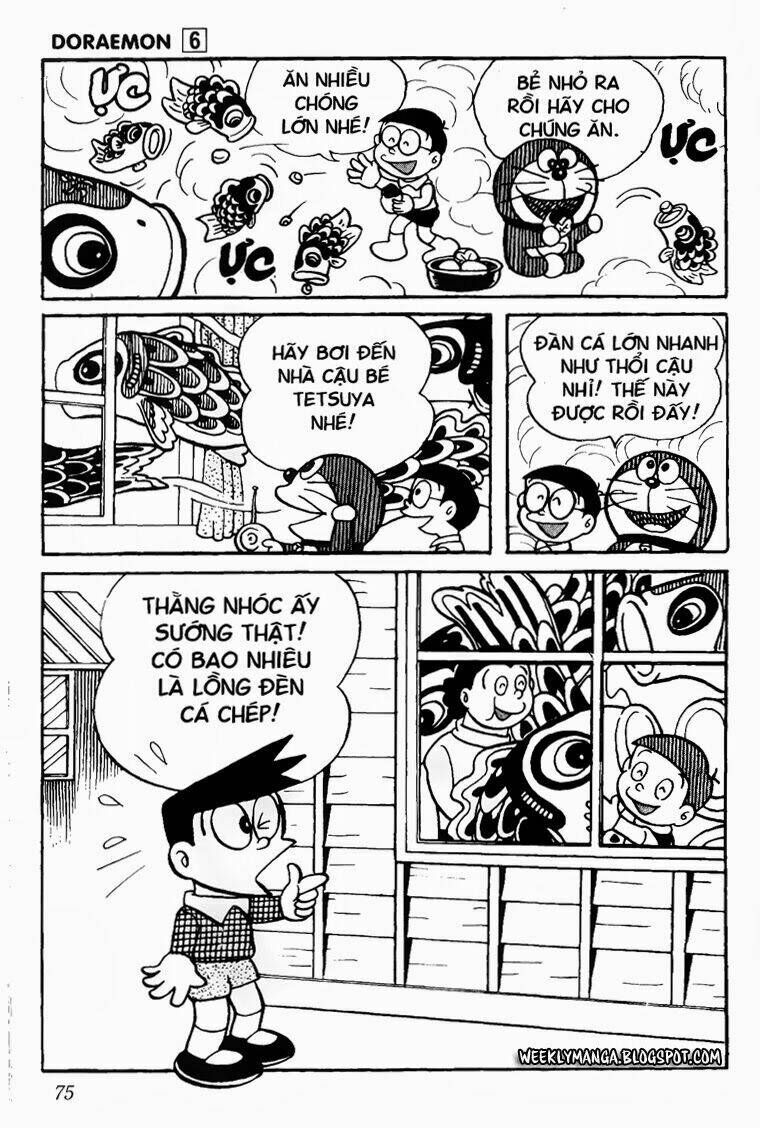 DORAEMON 6
ỰC
ĂN NHIỀU
CHÓNG
LỚN NHÉ!
BẺ NHỎ RA
RỒI HÃY CHO
CHÚNG ĂN.
ỰC
ỰC
HÃY BƠI ĐẾN
NHÀ CẬU BÉ
TETSUYA
NHÉ!
ĐÀN CÁ LỚN NHANH
NHƯ THỔI CẬU
NHỈ! THẾ NÀY
ĐƯỢC RỒI ĐẤY!
THẰNG NHÓC ẤY
SƯỚNG THẬT!
CÓ BAO NHIÊU
LÀ LỒNG ĐÈN
CÁ CHÉP!
WEEKLYMANGA.BLOGSPOT.COM
75